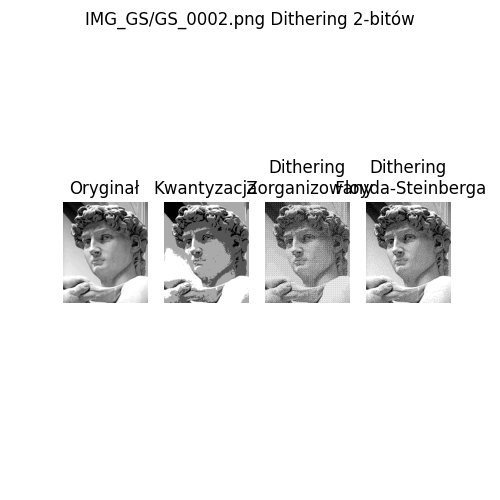 IMG_GS/GS_0002.png Dithering 2-bitów
Oryginał
Kwantyzacja
Dithering
Zorganizowany
Dithering
Floyda-Steinberga